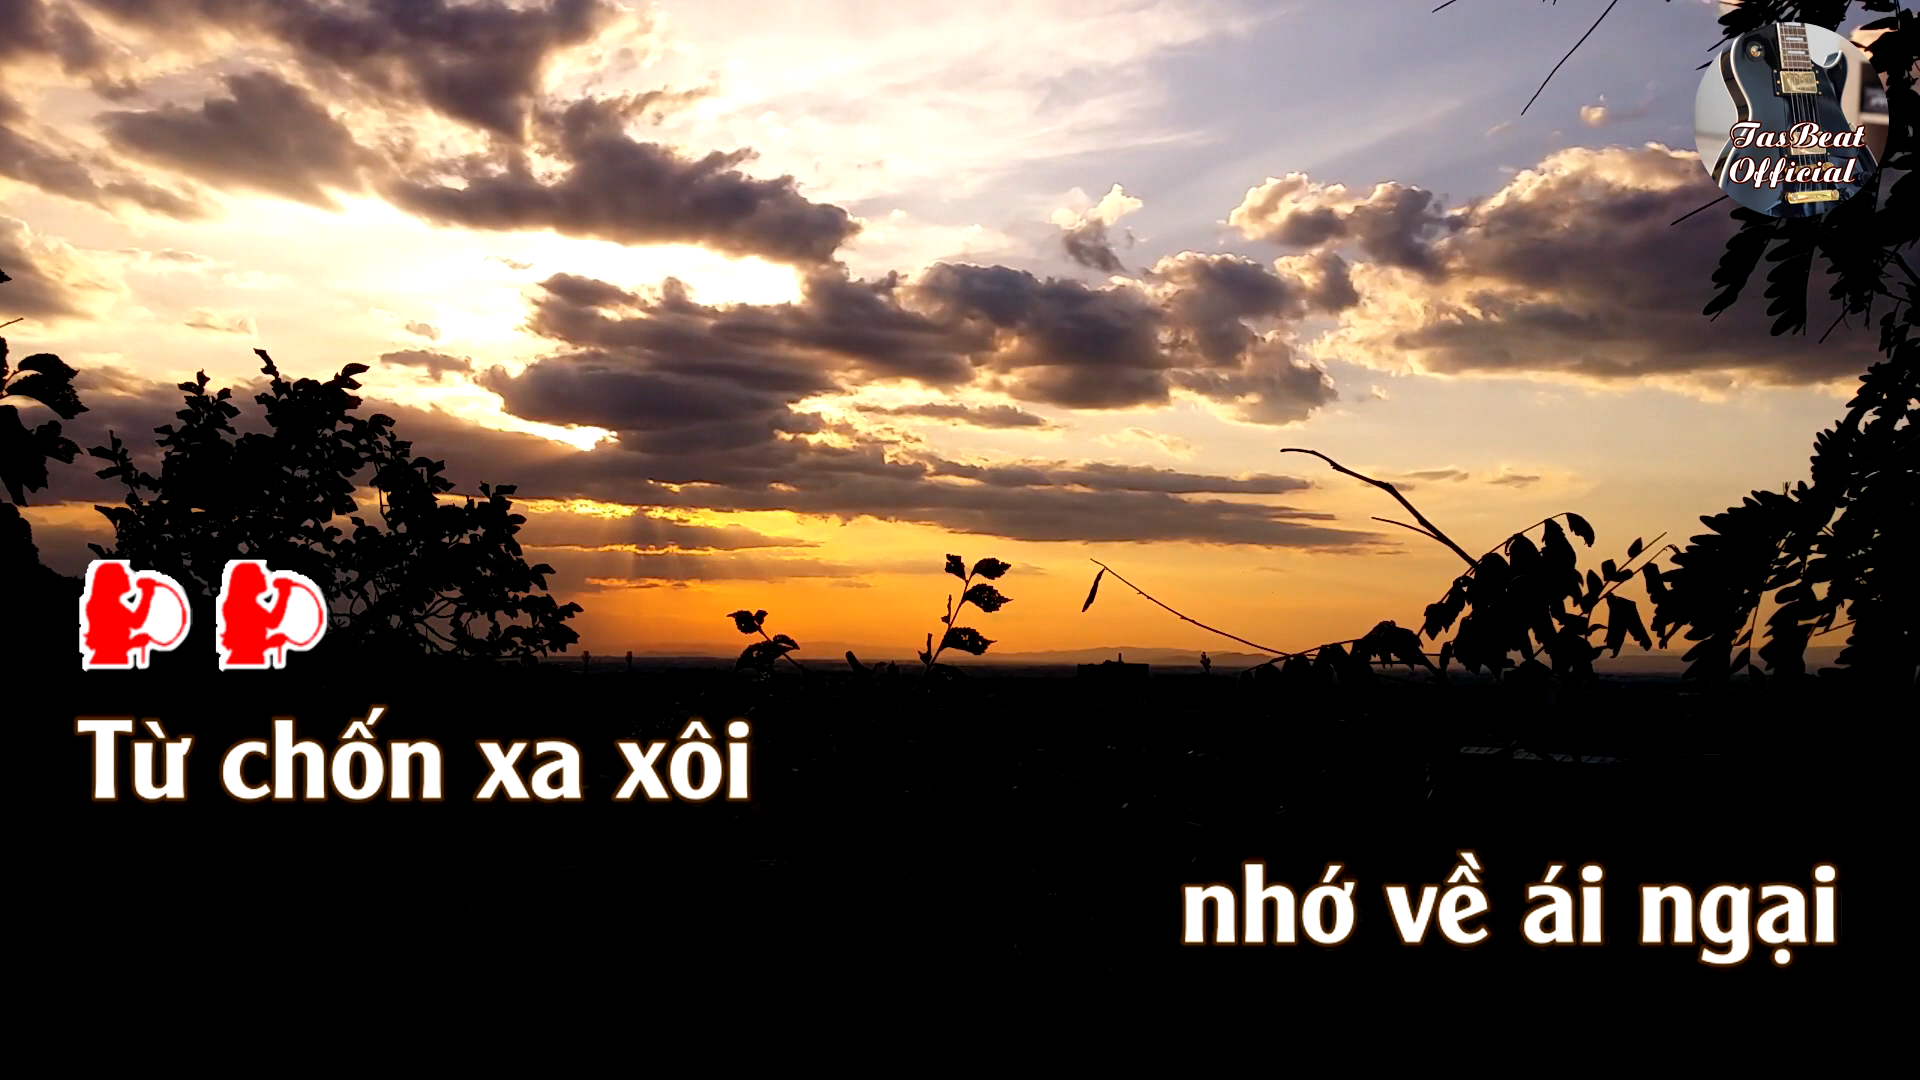 TasBeat
Official
Từ chốn xa xôi
nhớ về ái ngại